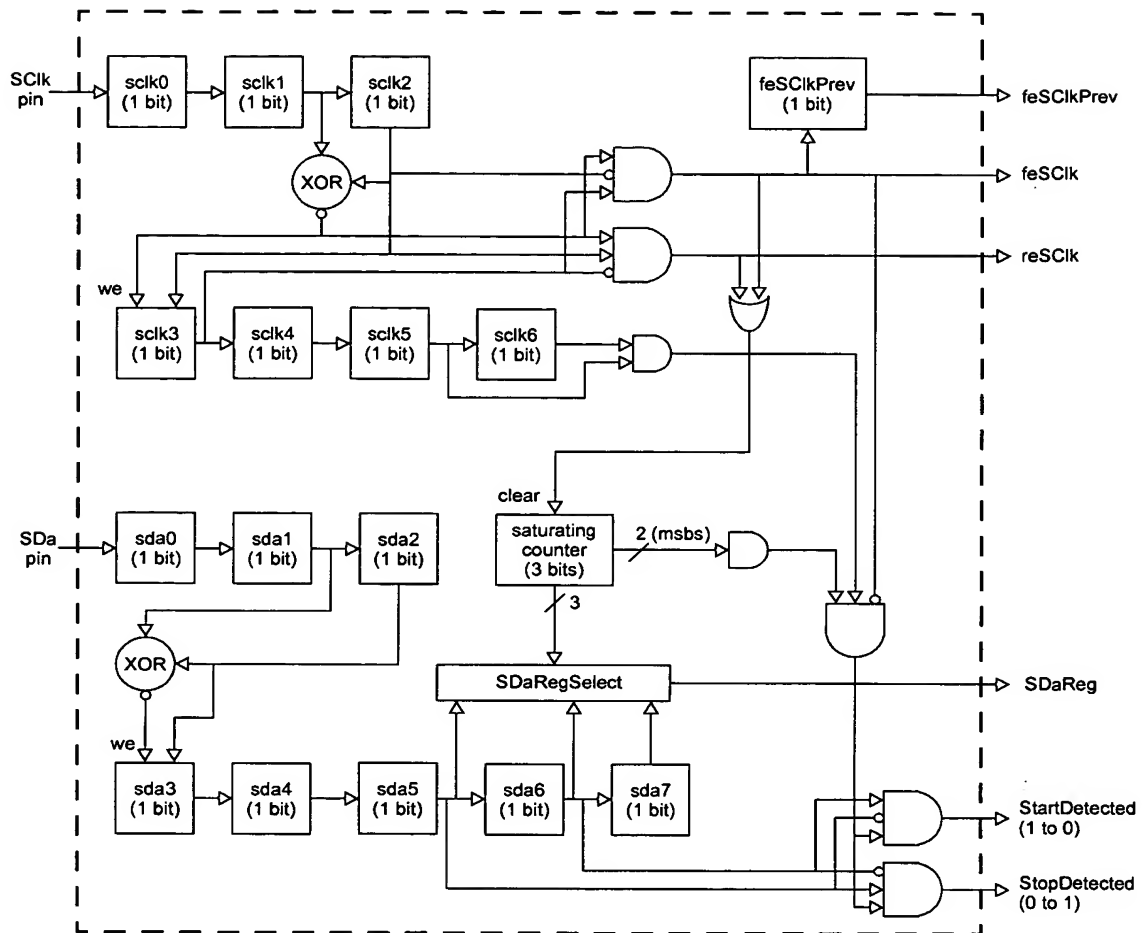 SClk
pin
sclk0
(1 bit)
sclk1
(1 bit)
sclk2
(1 bit)
feSClkPrev
(1 bit)
feSClkPrev
XOR
feSClk
reSClk
we
sclk3
(1 bit)
sclk4
(1 bit)
sclk5
(1 bit)
sclk6
(1 bit)
clear
SDa
pin
sda0
(1 bit)
sda1
(1 bit)
sda2
(1 bit)
saturating
counter
(3 bits)
2 (msbs)
3
XOR
SDaRegSelect
SDaReg
we
sda3
(1 bit)
sda4
(1 bit)
sda5
(1 bit)
sda6
(1 bit)
sda7
(1 bit)
StartDetected
(1 to 0)
StopDetected
(0 to 1)